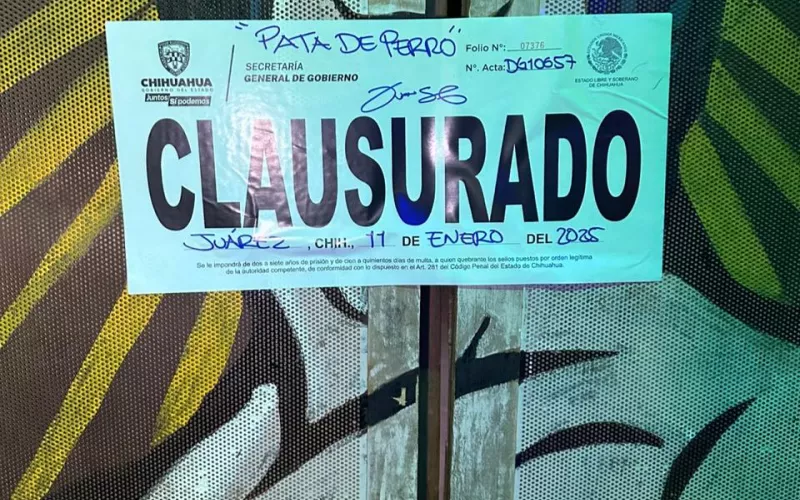 "PATA DE PERRO"
Folio N°: 07376
N°. Acta: DG10657
CHIHUAHUA
GOBIERNO DEL ESTADO
Juntos Sí podemos
SECRETARÍA
GENERAL DE GOBIERNO
ESTADO LIBRE Y SOBERANO
DE CHIHUAHUA
CLAUSURADO
JUÁREZ, CHIH., 11 DE ENERO DEL 2025
Se le impondrá de dos a siete años de prisión y de cien a quinientos días de multa, a quien quebrante los sellos puestos por orden legítima
de la autoridad competente, de conformidad con lo dispuesto en el Art. 281 del Código Penal del Estado de Chihuahua.